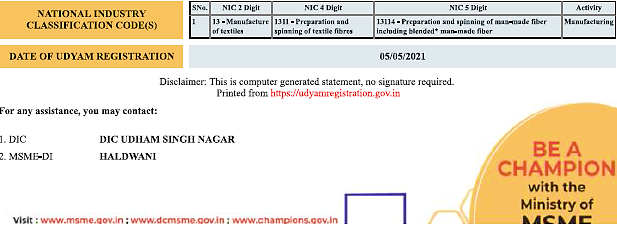 NATIONAL INDUSTRY CLASSIFICATION CODE(S)
SNo. NIC 2 Digit NIC 4 Digit NIC 5 Digit Activity
1 13 - Manufacture of textiles 1311 - Preparation and spinning of textile fibres 13114 - Preparation and spinning of man-made fiber including blended* man-made fiber Manufacturing
DATE OF UDYAM REGISTRATION 05/05/2021
Disclaimer: This is computer generated statement, no signature required.
Printed from https://udyamregistration.gov.in
For any assistance, you may contact:
1. DIC DIC UDHAM SINGH NAGAR
2. MSME-DI HALDWANI
BE A
CHAMPION
with the
Ministry of
MSME
Visit : www.msme.gov.in ; www.dcmsme.gov.in ; www.champions.gov.in